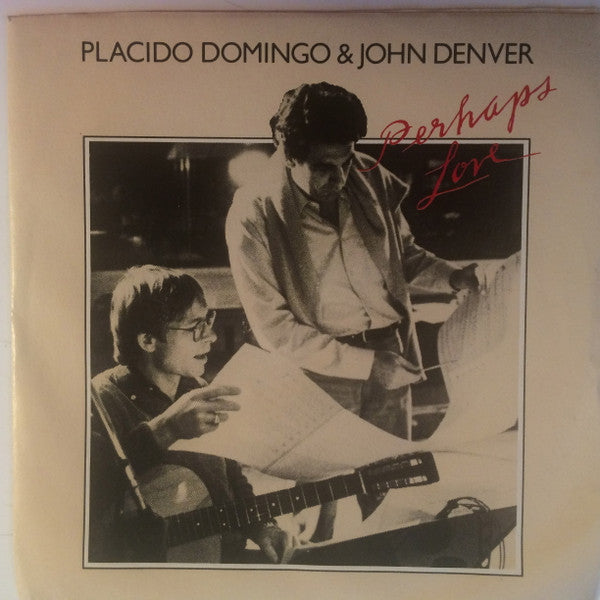 PLACIDO DOMINGO & JOHN DENVER
Perhaps
Love